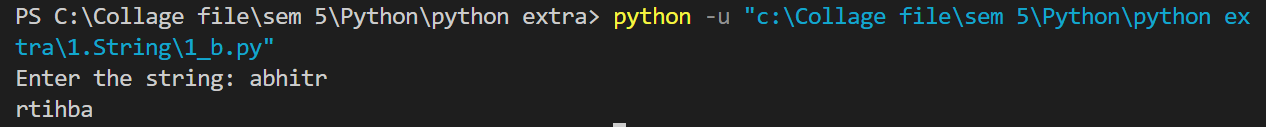 PS C:\Collage file\sem 5\Python\python extra> python -u "c:\Collage file\sem 5\Python\python ex
tra\1.String\1_b.py"
Enter the string: abhitr
rtihba